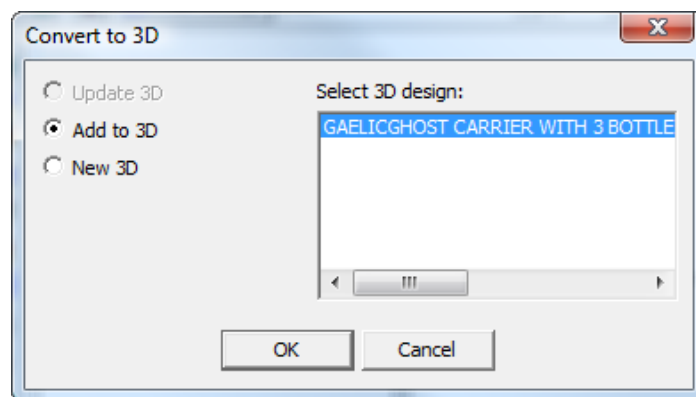 Convert to 3D
Update 3D
Add to 3D
New 3D
Select 3D design:
GAELICGHOST CARRIER WITH 3 BOTTLE
OK
Cancel